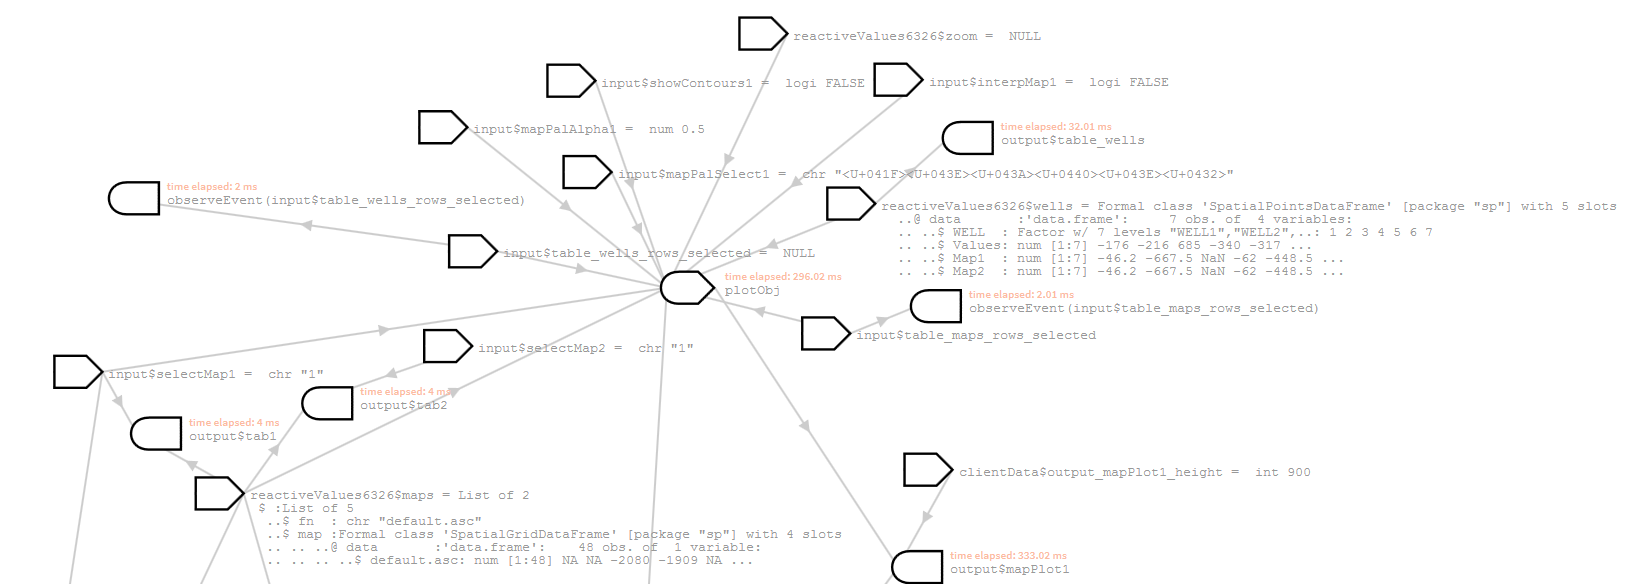 reactiveValues6326$zoom =  NULL
input$showContours1 =  logi FALSE
input$interpMap1 =  logi FALSE
input$mapPalAlpha1 =  num 0.5
time elapsed: 32.01 ms
output$table_wells
input$mapPalSelect1 =  chr "<U+041F><U+043E><U+043A><U+0440><U+043E><U+0432>"
time elapsed: 2 ms
observeEvent(input$table_wells_rows_selected)
reactiveValues6326$wells = Formal class 'SpatialPointsDataFrame' [package "sp"] with 5 slots
..@ data       :'data.frame':     7 obs. of  4 variables:
.. ..$ WELL  : Factor w/ 7 levels "WELL1","WELL2",..: 1 2 3 4 5 6 7
.. ..$ Values: num [1:7] -176 -216 685 -340 -317 ...
.. ..$ Map1  : num [1:7] -46.2 -667.5 NaN -62 -448.5 ...
.. ..$ Map2  : num [1:7] -46.2 -667.5 NaN -62 -448.5 ...
input$table_wells_rows_selected =  NULL
time elapsed: 296.02 ms
plotObj
time elapsed: 2.01 ms
observeEvent(input$table_maps_rows_selected)
input$table_maps_rows_selected
input$selectMap2 =  chr "1"
input$selectMap1 =  chr "1"
time elapsed: 4 ms
output$tab2
time elapsed: 4 ms
output$tab1
clientData$output_mapPlot1_height =  int 900
reactiveValues6326$maps = List of 2
$ :List of 5
..$ fn  : chr "default.asc"
..$ map :Formal class 'SpatialGridDataFrame' [package "sp"] with 4 slots
.. .. ..@ data       :'data.frame':    48 obs. of  1 variable:
.. .. .. ..$ default.asc: num [1:48] NA NA -2080 -1909 NA ...
time elapsed: 333.02 ms
output$mapPlot1